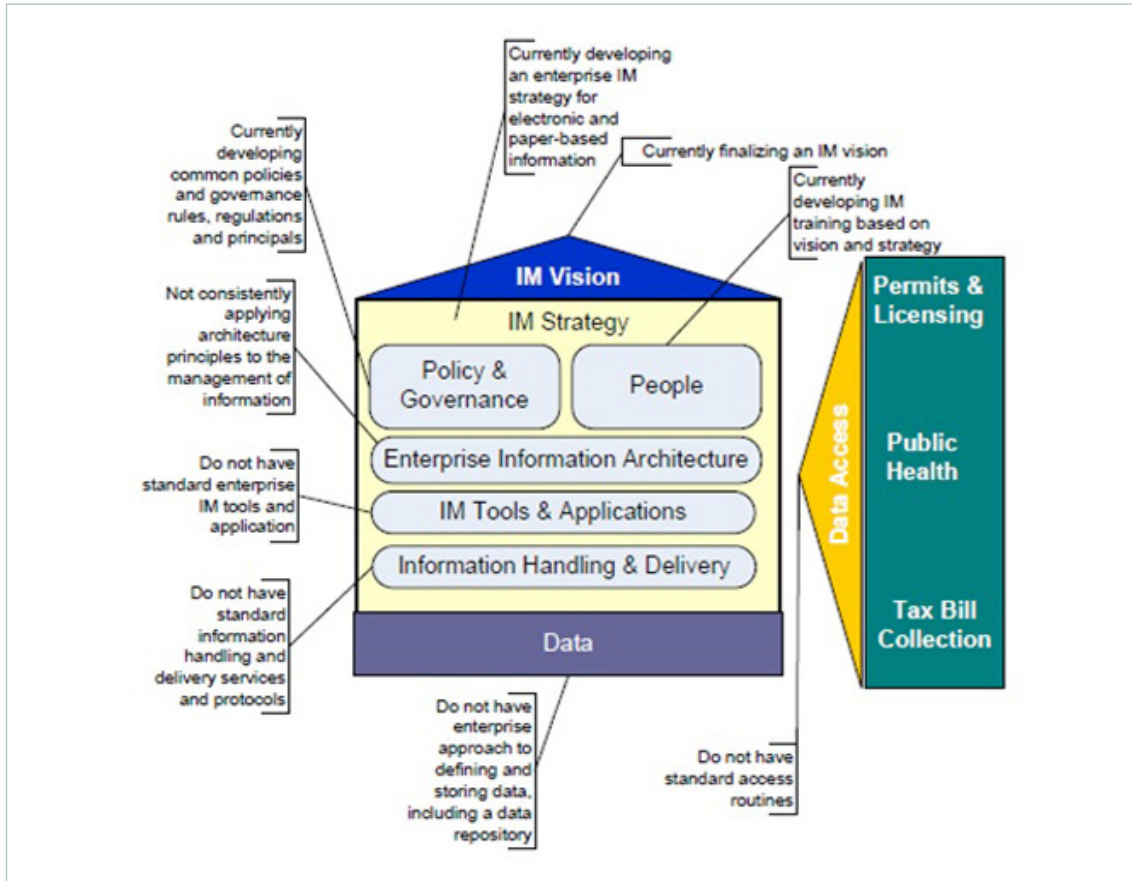 Currently developing
an enterprise IM
strategy for
electronic and
paper-based
information
Currently finalizing an IM vision
Currently
developing IM
training based on
vision and strategy
Currently
developing
common policies
and governance
rules, regulations
and principals
Not consistently
applying
architecture
principles to the
management of
information
Do not have
standard enterprise
IM tools and
application
Do not have
standard
information
handling and
delivery services
and protocols
IM Vision
IM Strategy
Policy &
Governance
People
Enterprise Information Architecture
IM Tools & Applications
Information Handling & Delivery
Data
Data Access
Permits &
Licensing
Public
Health
Tax Bill
Collection
Do not have
enterprise
approach to
defining and
storing data,
including a data
repository
Do not have
standard access
routines